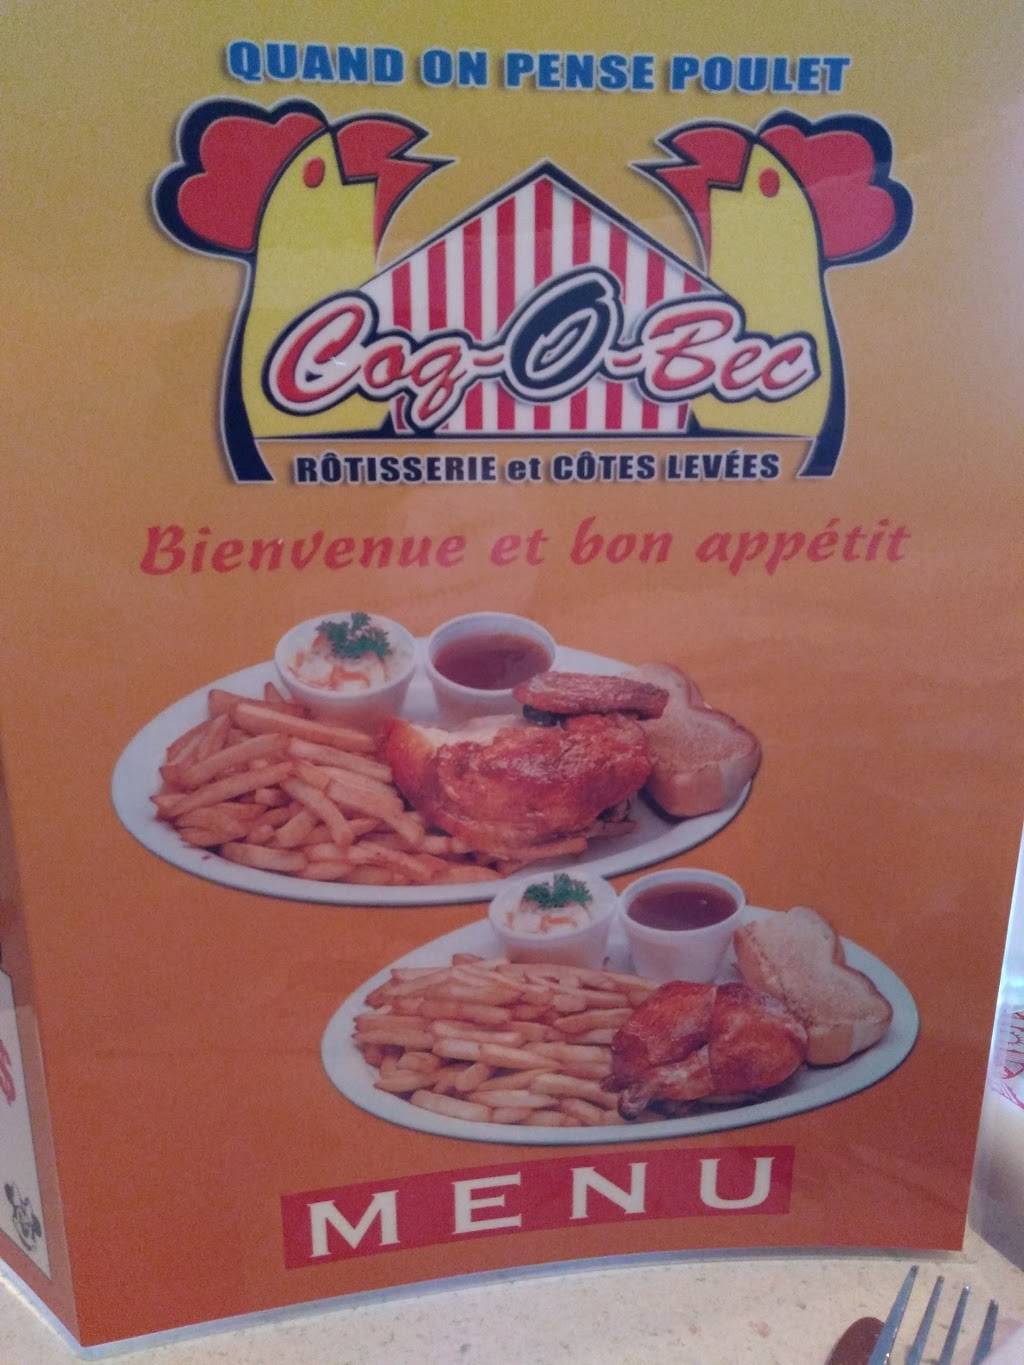 QUAND ON PENSE POULET
Coq-O-Bec
RÔTISSERIE et CÔTES LEVÉES
Bienvenue et bon appétit
MENU